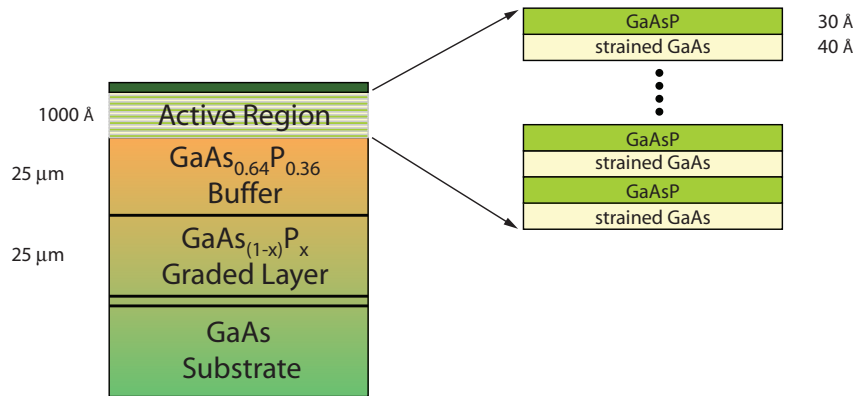 GaAsP 30 Å
strained GaAs 40 Å
GaAsP
strained GaAs
GaAsP
strained GaAs
1000 Å Active Region
25 µm GaAs₀.₆₄P₀.₃₆
Buffer
25 µm GaAs₍₁₋ₓ₎Pₓ
Graded Layer
GaAs
Substrate